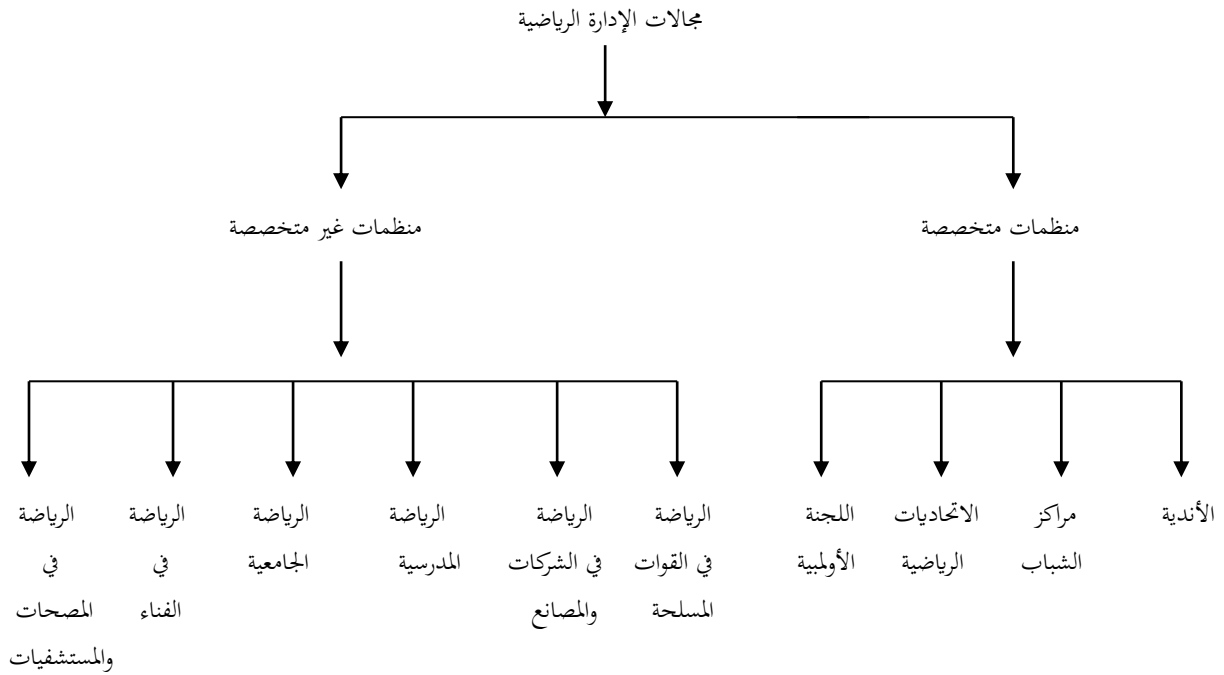 مجالات الإدارة الرياضية
منظمات متخصصة
منظمات غير متخصصة
الأندية
مراكز
الشباب
الاتحاديات
الرياضية
اللجنة
الأولمبية
الرياضة
في القوات
المسلحة
الرياضة
في الشركات
والمصانع
الرياضة
المدرسية
الرياضة
الجامعية
الرياضة
في
الفناء
الرياضة
في
المصحات
والمستشفيات